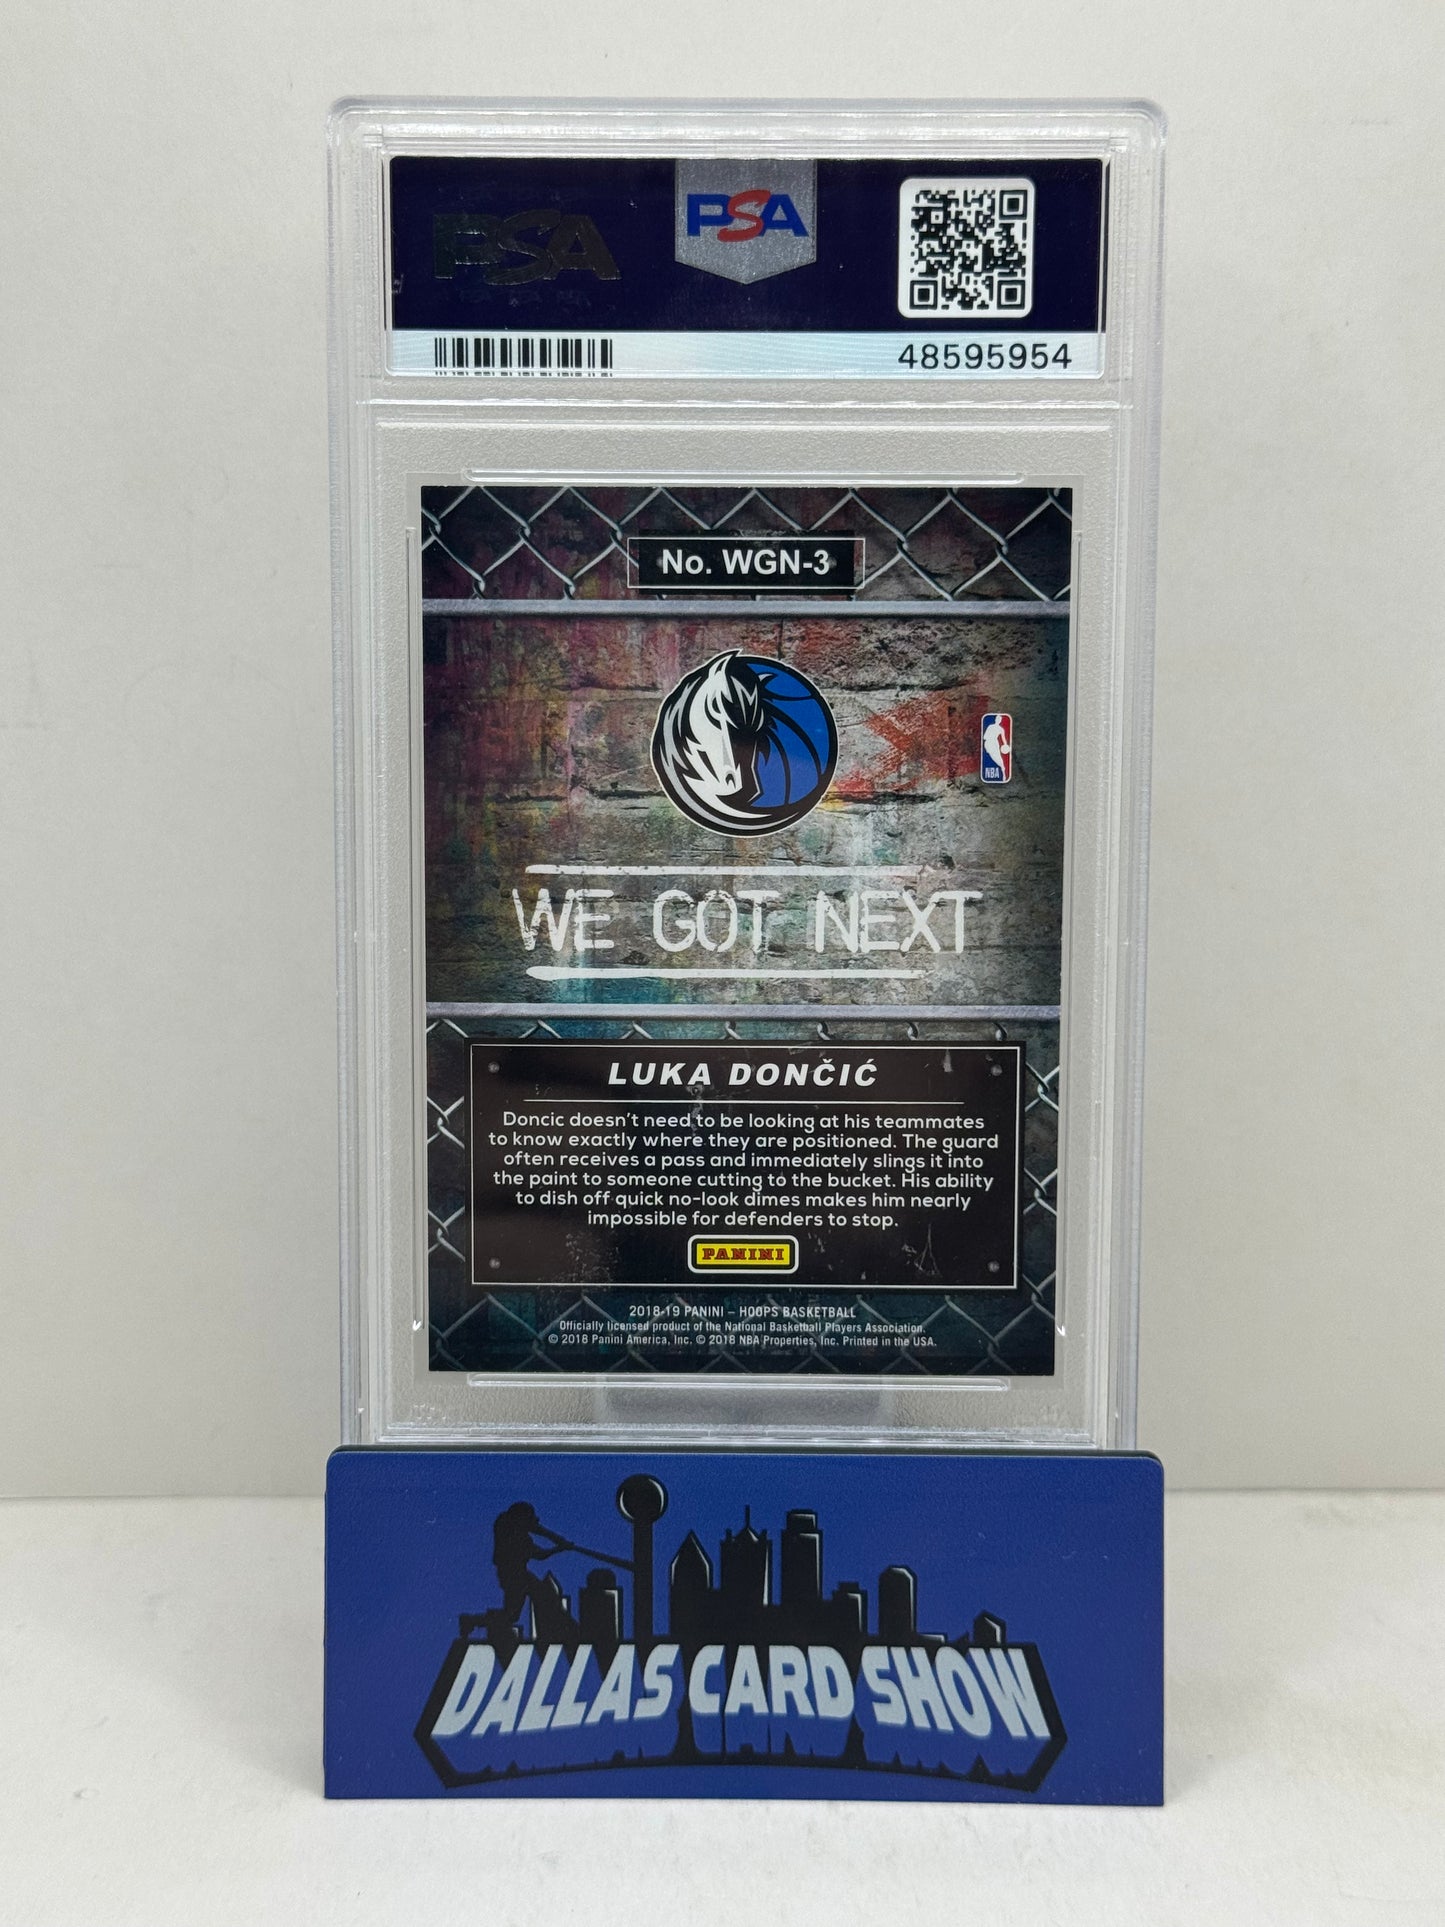 PSA
PSA
48595954
No. WGN-3
NBA
WE GOT NEXT
LUKA DONČIĆ
Doncic doesn't need to be looking at his teammates
to know exactly where they are positioned. The guard
often receives a pass and immediately slings it into
the paint to someone cutting to the bucket. His ability
to dish off quick no-look dimes makes him nearly
impossible for defenders to stop.
PANINI
2018-19 PANINI – HOOPS BASKETBALL
Officially licensed product of the National Basketball Players Association.
© 2018 Panini America, Inc. © 2018 NBA Properties, Inc. Printed in the USA.
DALLAS CARD SHOW